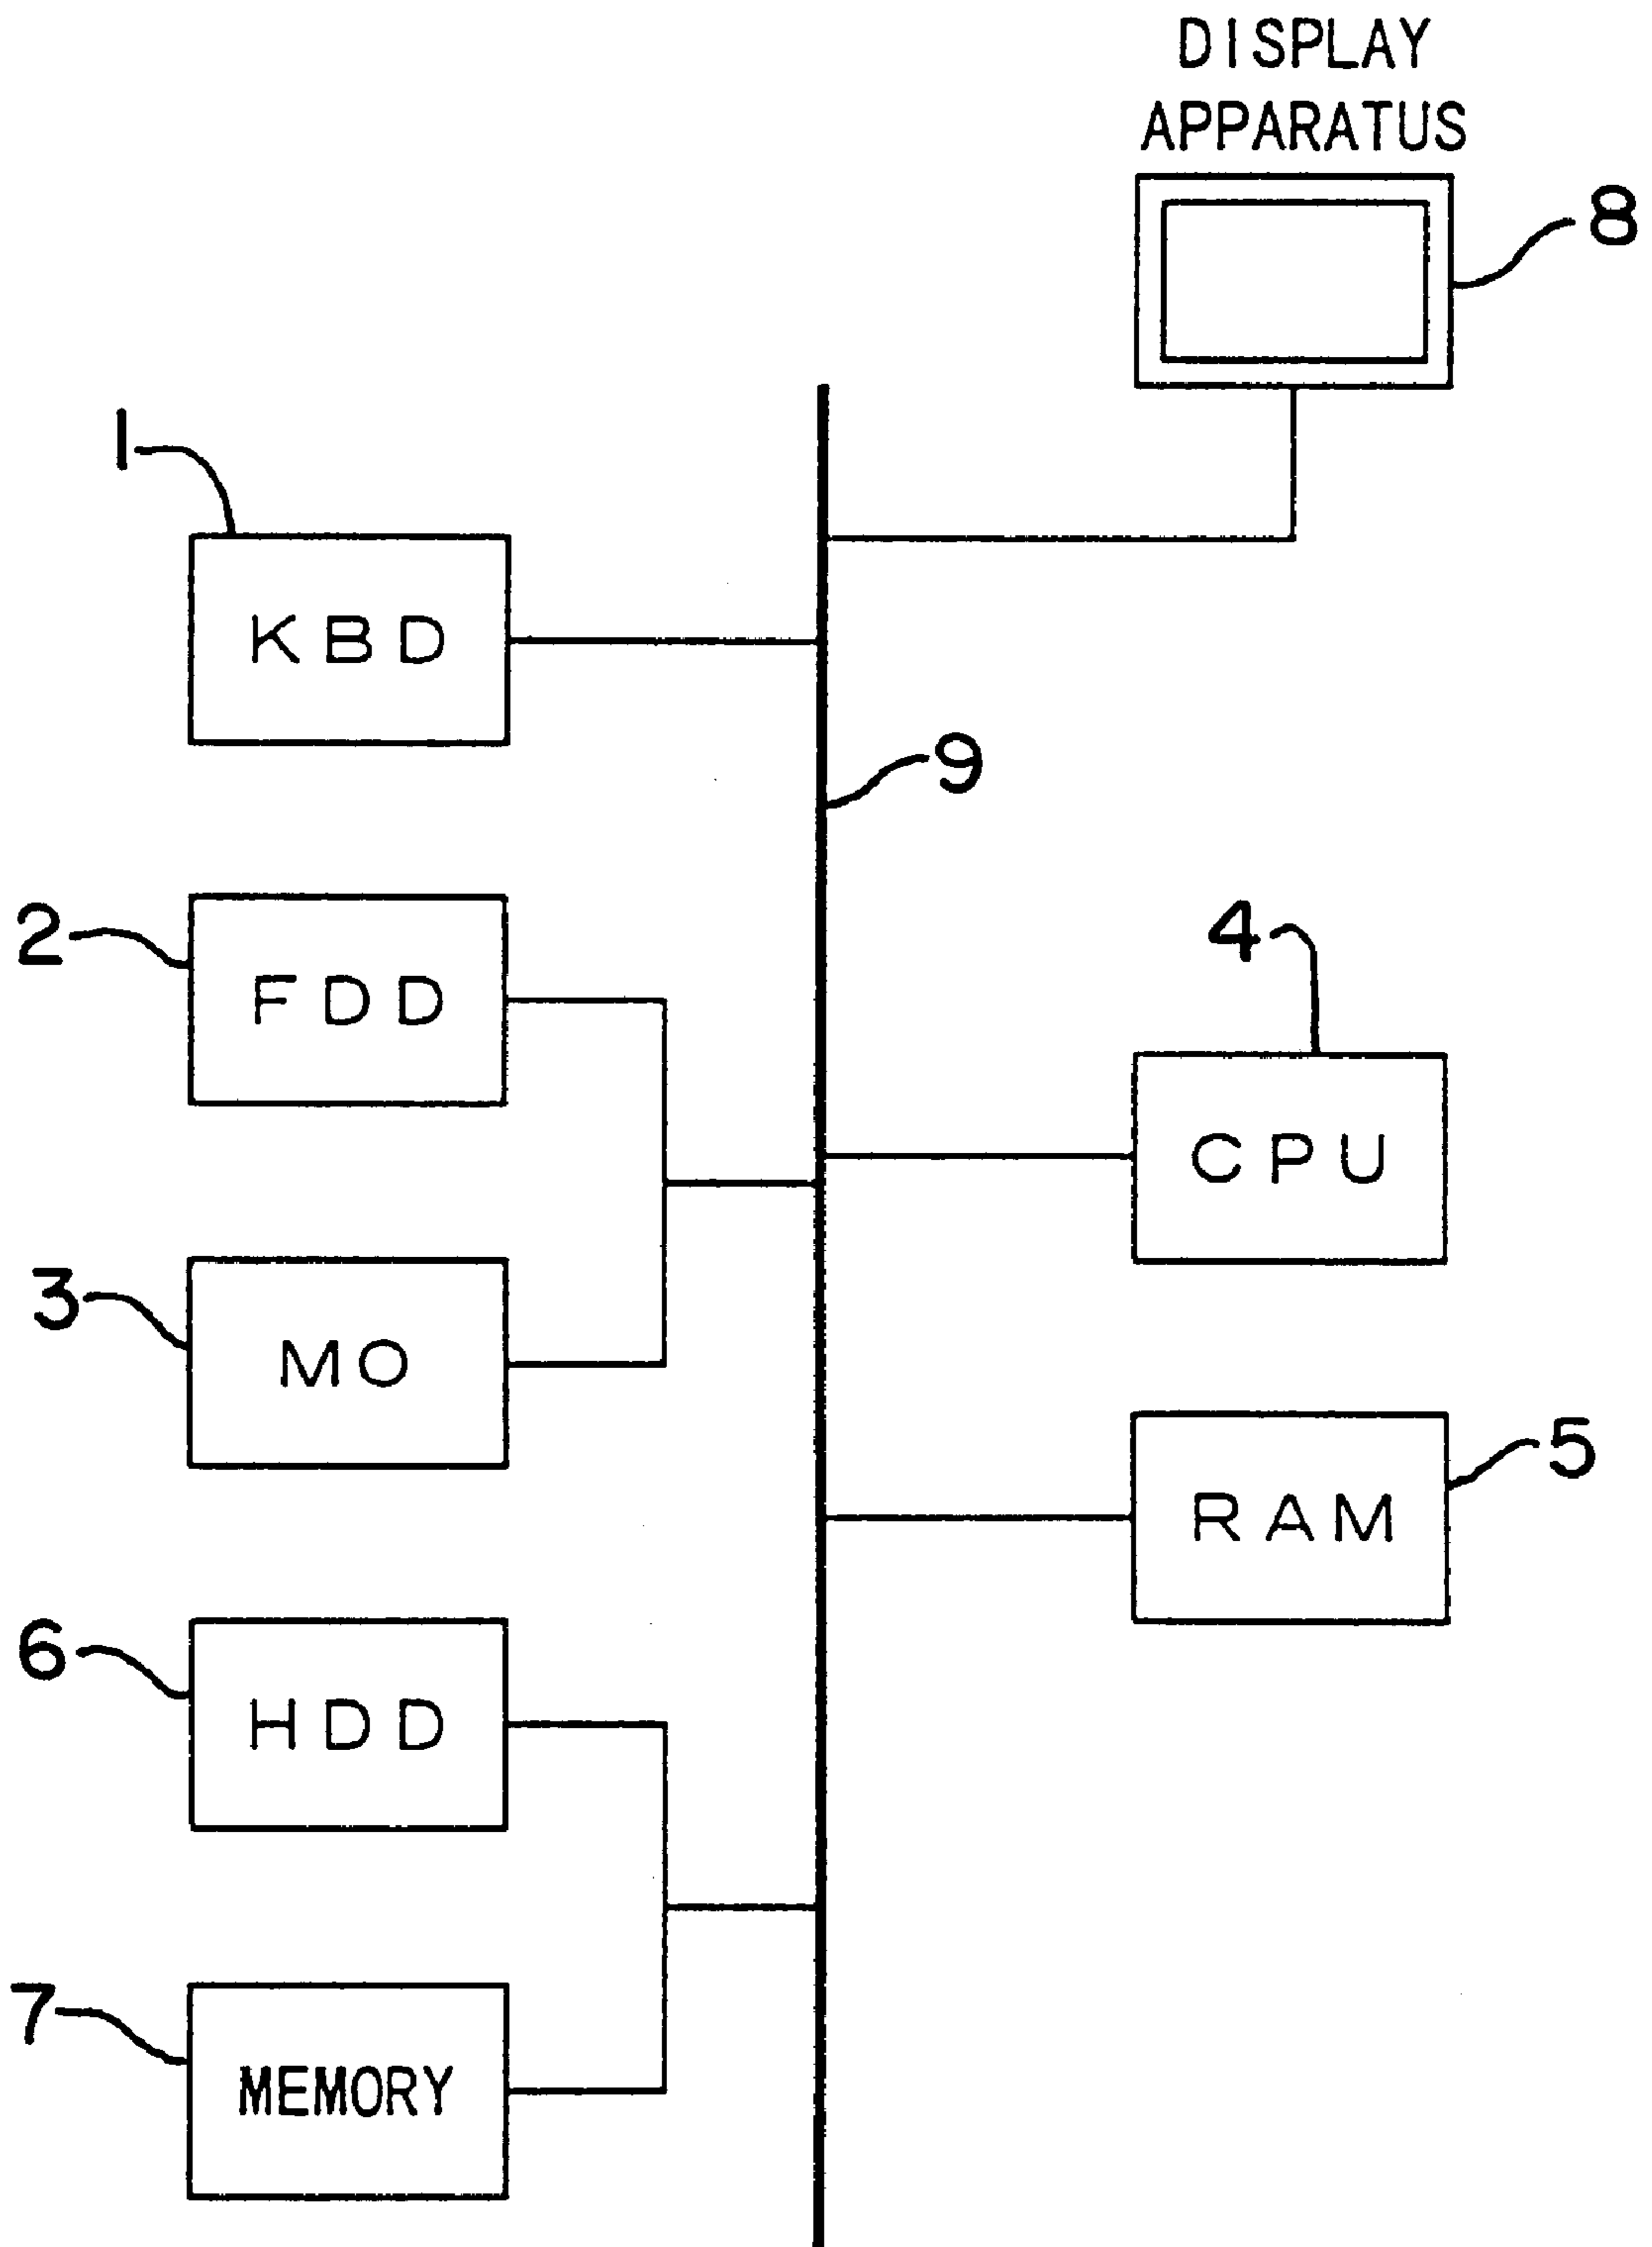 DISPLAY
APPARATUS
8
1
KBD
9
2
FDD
4
CPU
3
MO
5
RAM
6
HDD
7
MEMORY